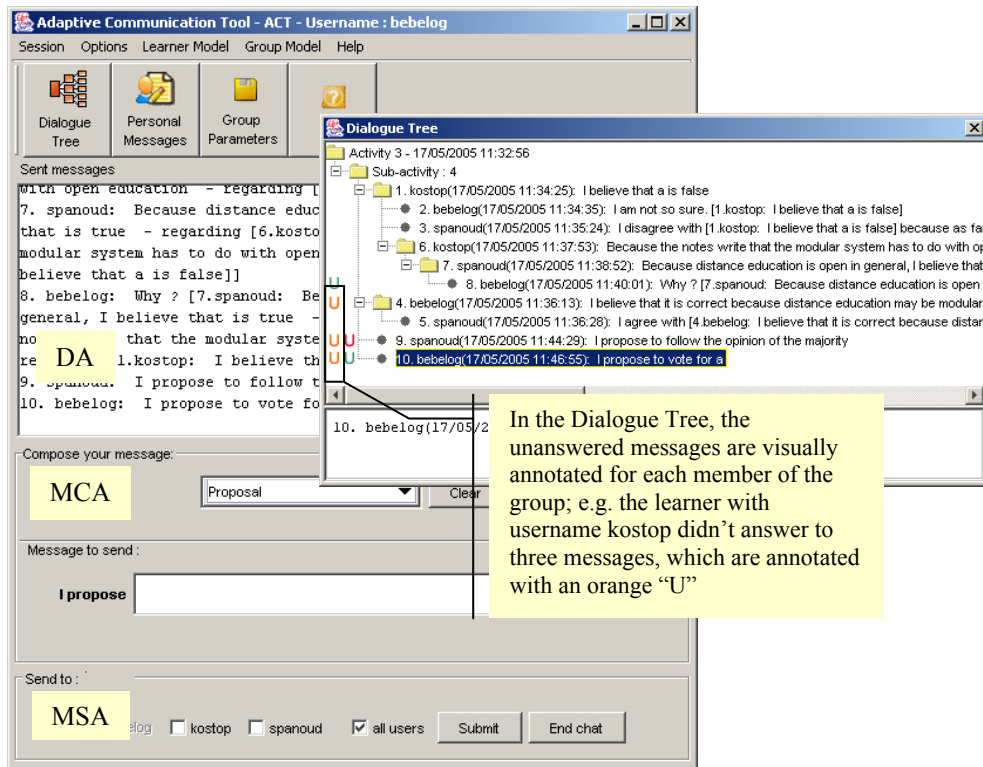 Adaptive Communication Tool - ACT - Username : bebelog
Session Options Learner Model Group Model Help
Dialogue
Tree
Personal
Messages
Group
Parameters
Sent messages
with open education - regarding [
7. spanoud: Because distance educ
that is true - regarding [6.kosto
modular system has to do with open
believe that a is false]]
8. bebelog: Why ? [7.spanoud: Be
general, I believe that is true -
that the modular syste
1.kostop: I believe th
9. spanoud: I propose to follow t
10. bebelog: I propose to vote fo
DA
Dialogue Tree
Activity 3 - 17/05/2005 11:32:56
Sub-activity : 4
1. kostop(17/05/2005 11:34:25): I believe that a is false
2. bebelog(17/05/2005 11:34:35): I am not so sure. [1.kostop: I believe that a is false]
3. spanoud(17/05/2005 11:35:24): I disagree with [1.kostop: I believe that a is false] because as fa
6. kostop(17/05/2005 11:37:53): Because the notes write that the modular system has to do with op
7. spanoud(17/05/2005 11:38:52): Because distance education is open in general, I believe that
U 8. bebelog(17/05/2005 11:40:01): Why ? [7.spanoud: Because distance education is open
U 4. bebelog(17/05/2005 11:36:13): I believe that it is correct because distance education may be modular
5. spanoud(17/05/2005 11:36:28): I agree with [4.bebelog: I believe that it is correct because distar
U U 9. spanoud(17/05/2005 11:44:29): I propose to follow the opinion of the majority
U U 10. bebelog(17/05/2005 11:46:55): I propose to vote for a
10. bebelog(17/05/2
In the Dialogue Tree, the
unanswered messages are visually
annotated for each member of the
group; e.g. the learner with
username kostop didn't answer to
three messages, which are annotated
with an orange “U”
Compose your message:
MCA
Proposal Clear
Message to send :
I propose
Send to :
MSA
elog kostop spanoud all users Submit End chat